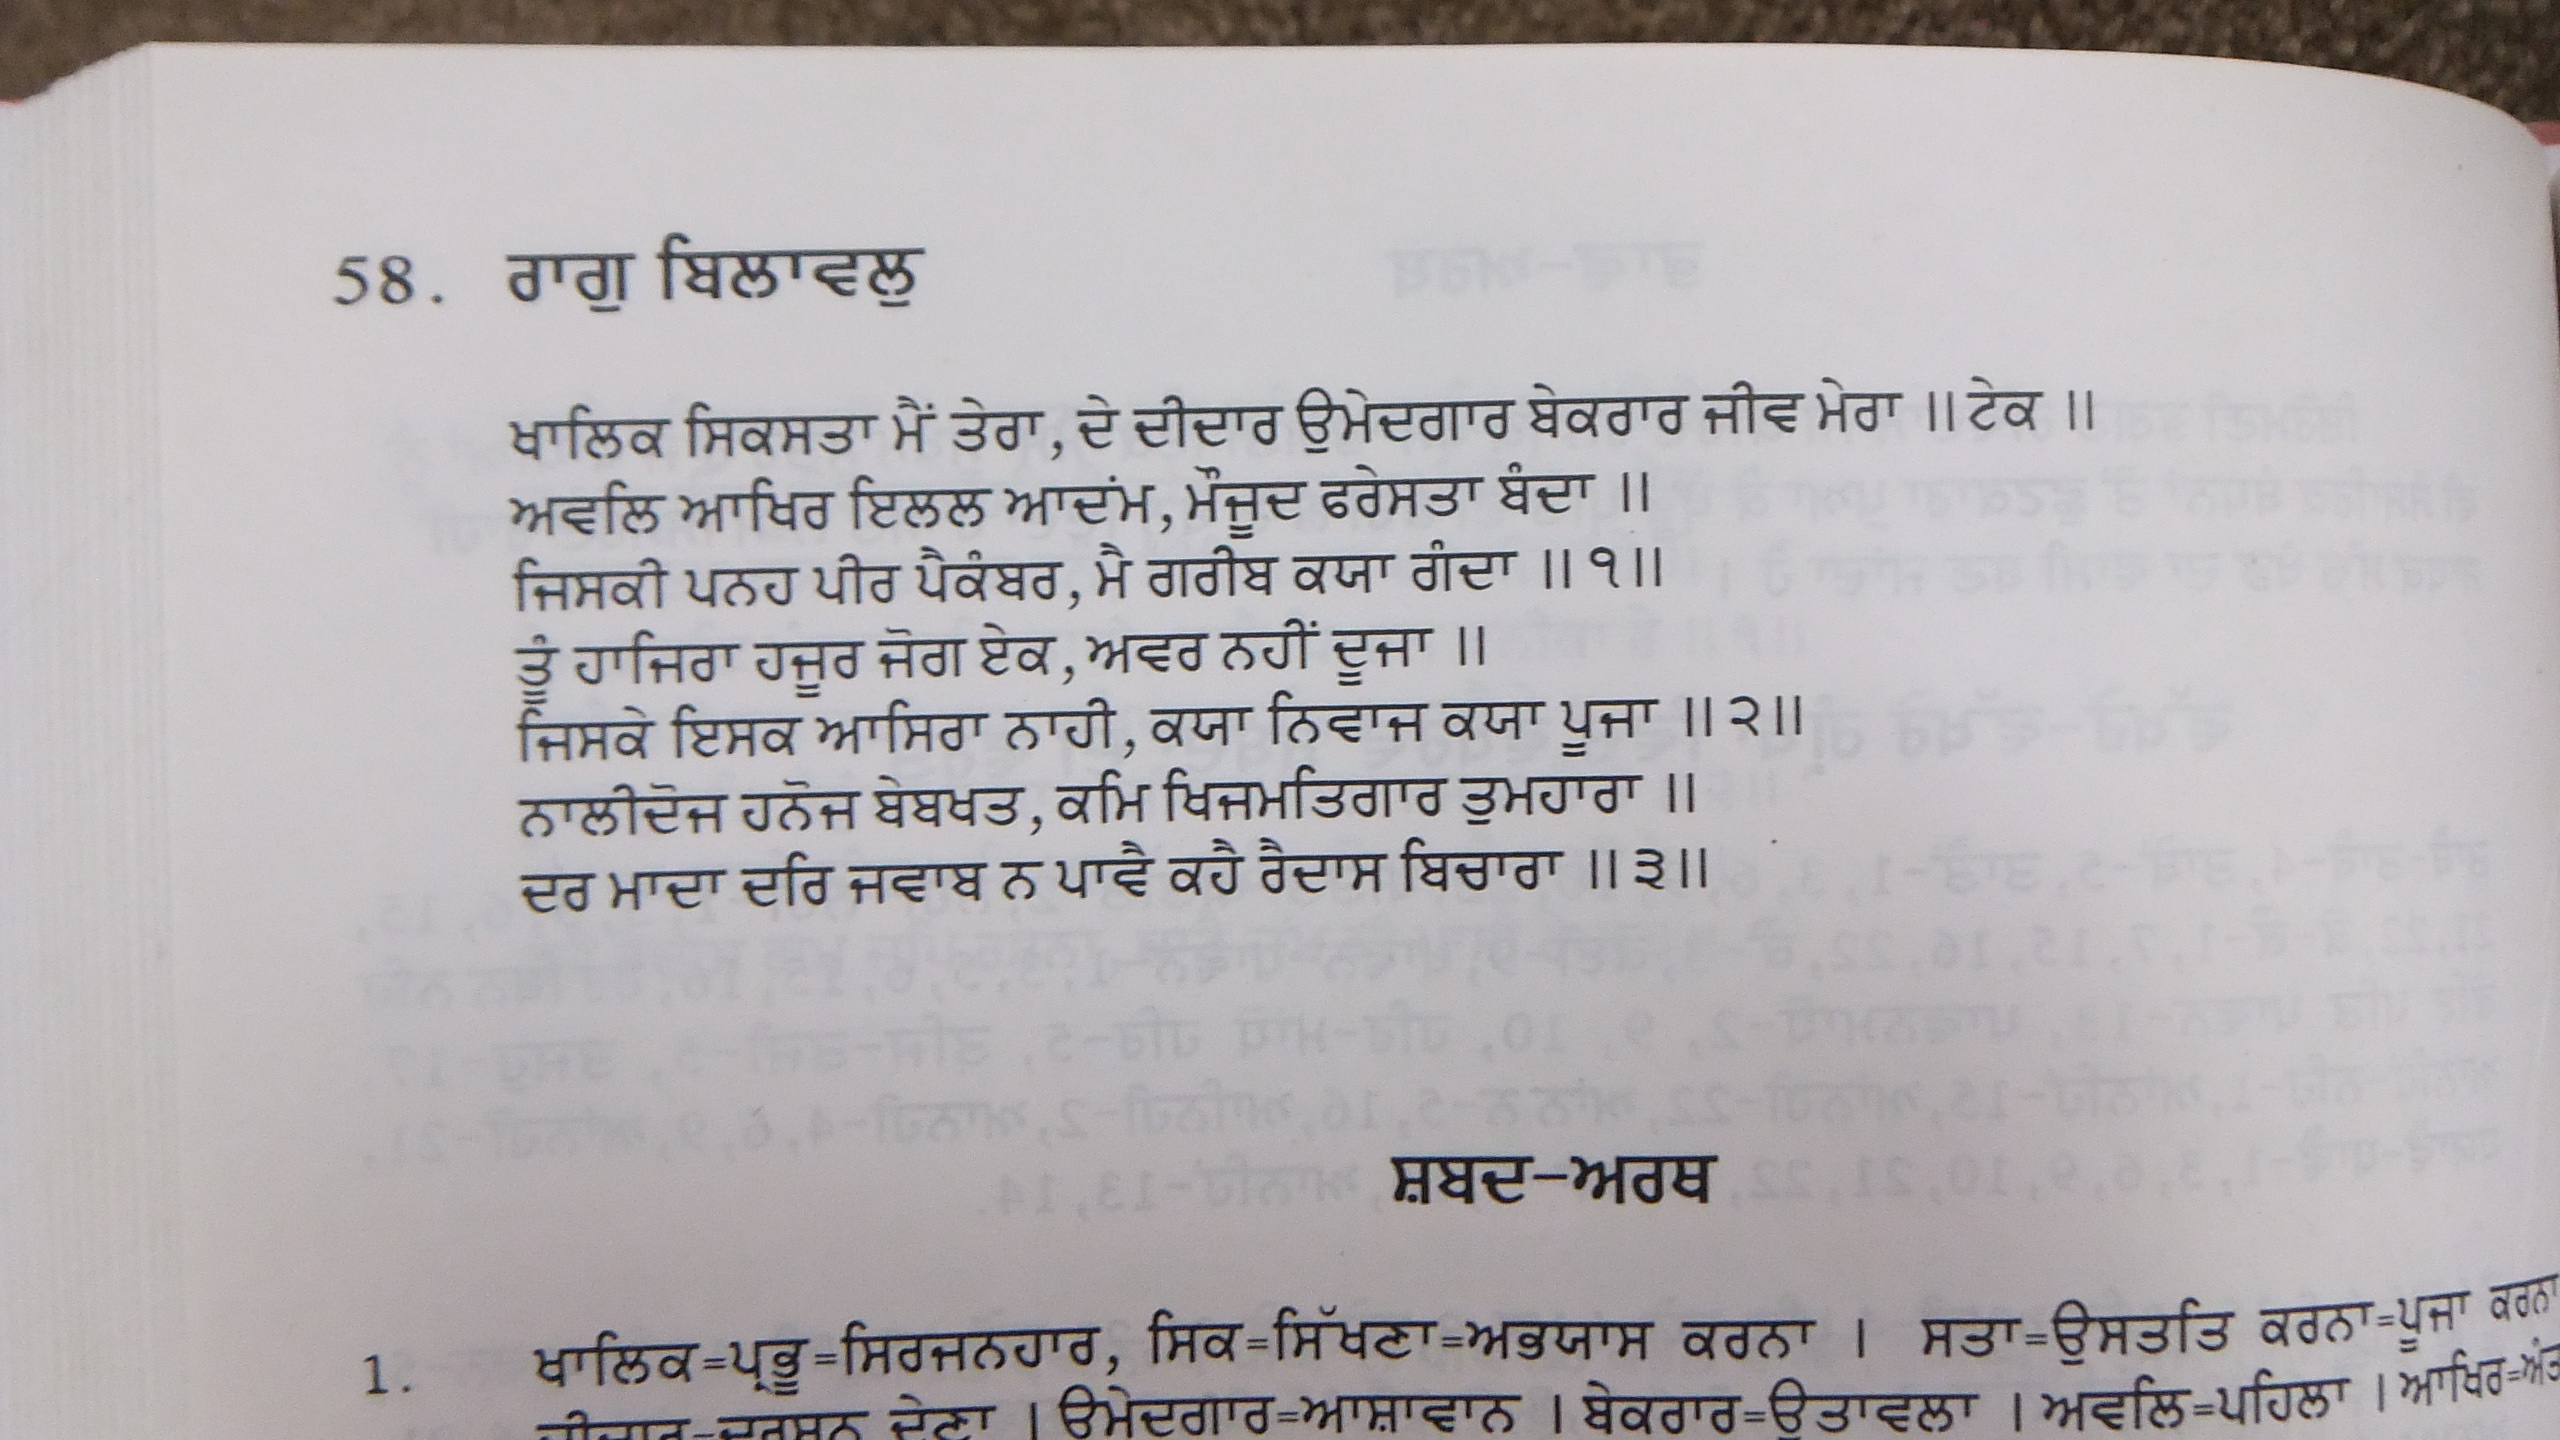 58. ਰਾਗੁ ਬਿਲਾਵਲੁ
ਖਾਲਿਕ ਸਿਕਸਤਾ ਮੈਂ ਤੇਰਾ, ਦੇ ਦੀਦਾਰ ਉਮੇਦਗਾਰ ਬੇਕਰਾਰ ਜੀਵ ਮੇਰਾ ॥ ਟੇਕ ॥
ਅਵਲਿ ਆਖਿਰ ਇਲਲ ਆਦੰਮ, ਮੌਜੂਦ ਫਰੇਸਤਾ ਬੰਦਾ ॥
ਜਿਸਕੀ ਪਨਹ ਪੀਰ ਪੈਕੰਬਰ, ਮੈ ਗਰੀਬ ਕਯਾ ਗੰਦਾ ॥੧॥
ਤੂੰ ਹਾਜਿਰਾ ਹਜੂਰ ਜੋਗ ਏਕ, ਅਵਰ ਨਹੀਂ ਦੂਜਾ ॥
ਜਿਸਕੇ ਇਸਕ ਆਸਿਰਾ ਨਾਹੀ, ਕਯਾ ਨਿਵਾਜ ਕਯਾ ਪੂਜਾ ॥੨॥
ਨਾਲੀਦੋਜ ਹਨੋਜ ਬੇਬਖਤ, ਕਮਿ ਖਿਜਮਤਿਗਾਰ ਤੁਮਹਾਰਾ ॥
ਦਰ ਮਾਦਾ ਦਰਿ ਜਵਾਬ ਨ ਪਾਵੈ ਕਹੈ ਰੈਦਾਸ ਬਿਚਾਰਾ ॥੩॥
ਸ਼ਬਦ-ਅਰਥ
1. ਖਾਲਿਕ=ਪ੍ਰਭੂ=ਸਿਰਜਨਹਾਰ, ਸਿਕ=ਸਿੱਖਣਾ=ਅਭਯਾਸ ਕਰਨਾ । ਸਤਾ=ਉਸਤਤਿ ਕਰਨਾ=ਪੂਜਾ ਕਰਨਾ
ਦੇਣਾ । ਉਮੇਦਗਾਰ=ਆਸ਼ਾਵਾਨ । ਬੇਕਰਾਰ=ਉਤਾਵਲਾ । ਅਵਲਿ=ਪਹਿਲਾ । ਆਖਿਰ=ਅੰਤ